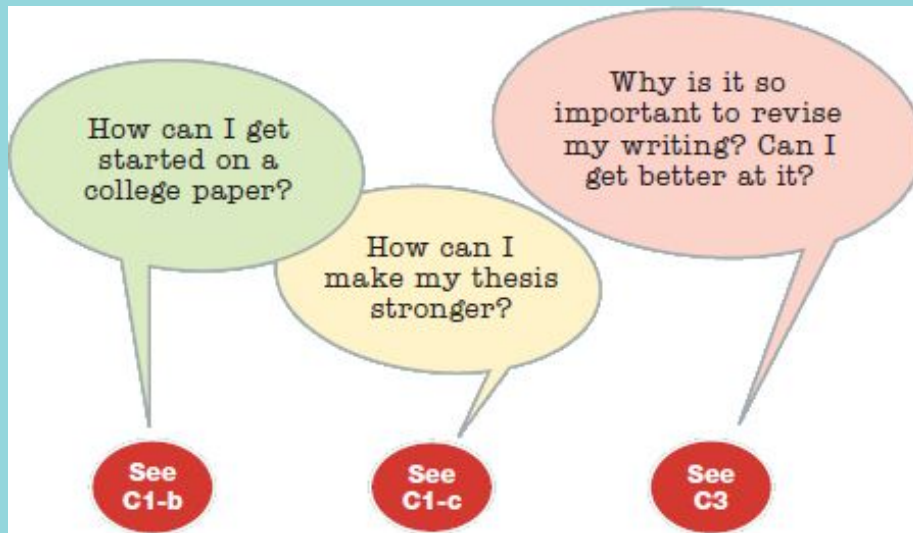 How can I get
started on a
college paper?
How can I
make my thesis
stronger?
Why is it so
important to revise
my writing? Can I
get better at it?
See
C1-b
See
C1-c
See
C3